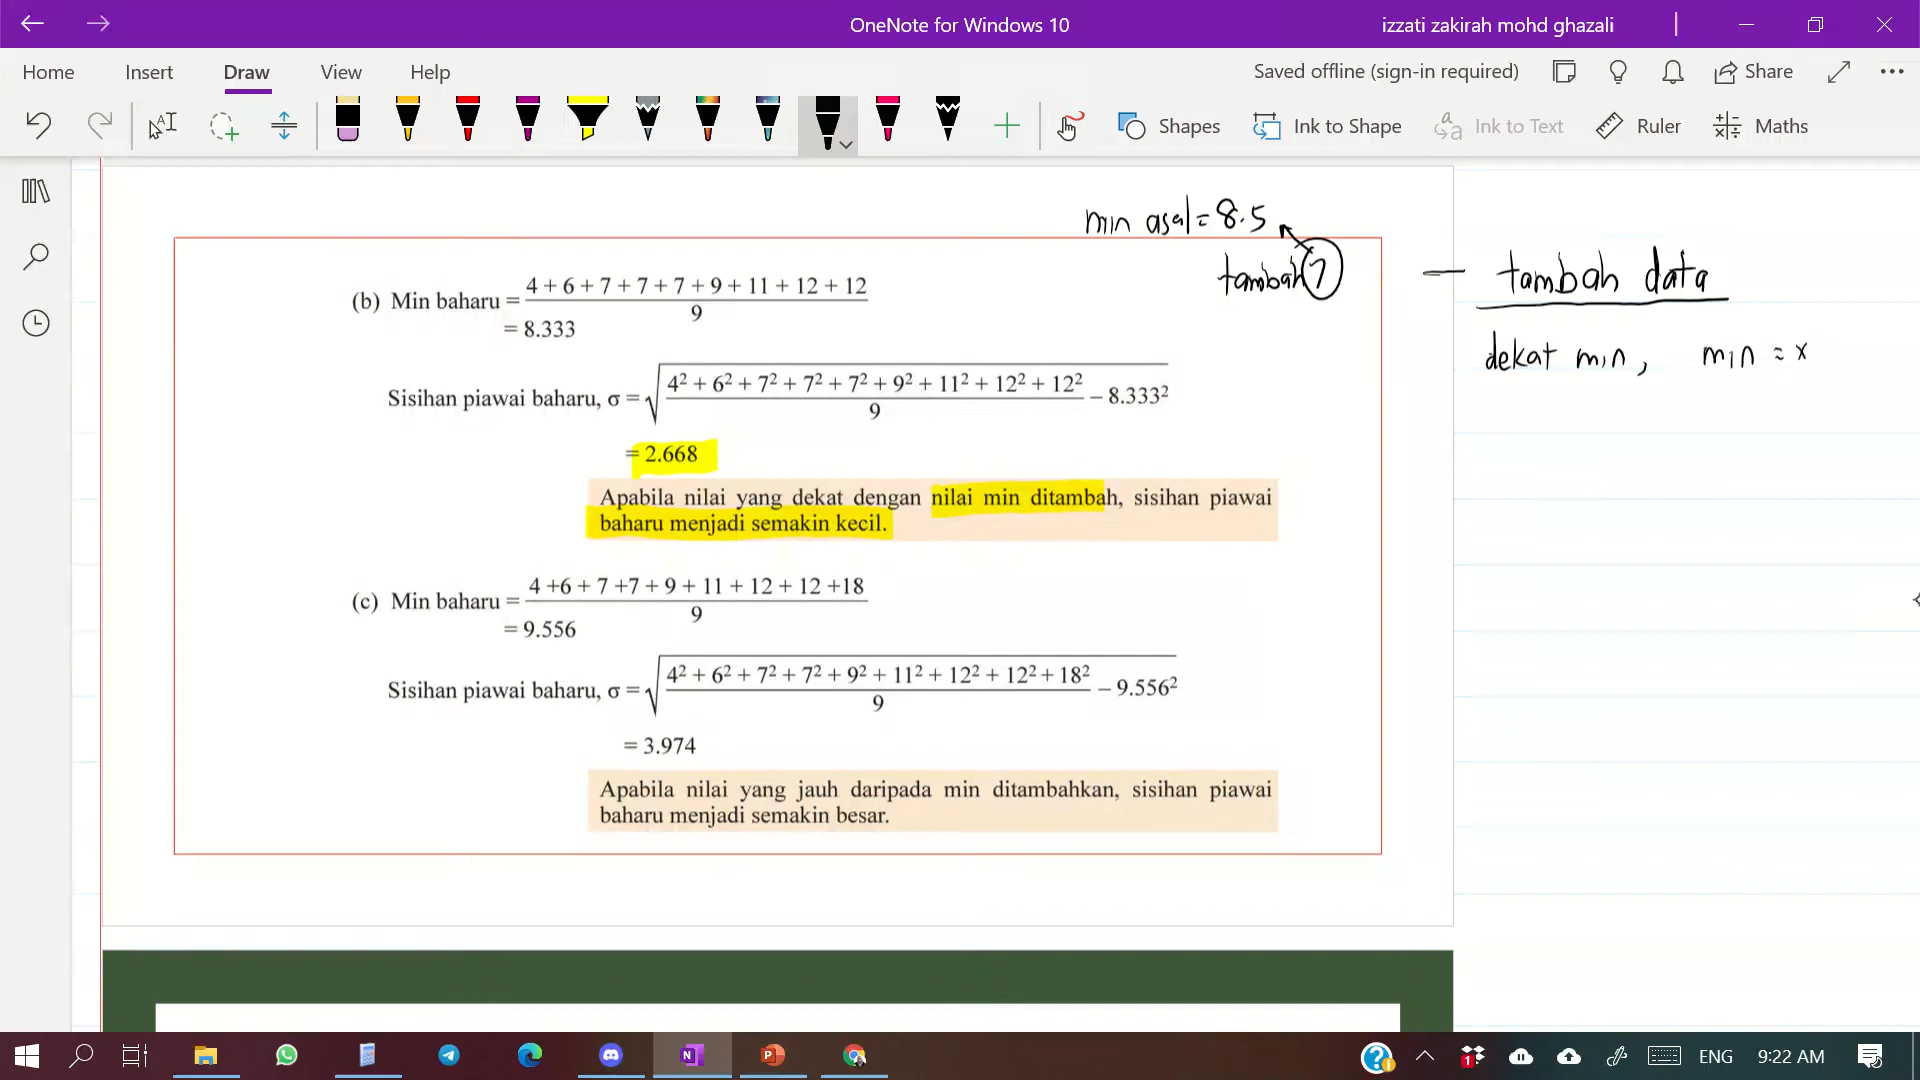 OneNote for Windows 10
izzati zakirah mohd ghazali
Home Insert Draw View Help
Saved offline (sign-in required) Share
Shapes Ink to Shape Ink to Text Ruler Maths
min asal = 8.5
tambah 7
— tambah data
dekat min, min = x
(b) Min baharu = 4 + 6 + 7 + 7 + 7 + 9 + 11 + 12 + 12 / 9
= 8.333
Sisihan piawai baharu, σ = √(4² + 6² + 7² + 7² + 7² + 9² + 11² + 12² + 12² / 9 – 8.333²)
= 2.668
Apabila nilai yang dekat dengan nilai min ditambah, sisihan piawai
baharu menjadi semakin kecil.
(c) Min baharu = 4 +6 + 7 +7 + 9 + 11 + 12 + 12 +18 / 9
= 9.556
Sisihan piawai baharu, σ = √(4² + 6² + 7² + 7² + 9² + 11² + 12² + 12² + 18² / 9 – 9.556²)
= 3.974
Apabila nilai yang jauh daripada min ditambahkan, sisihan piawai
baharu menjadi semakin besar.
ENG 9:22 AM